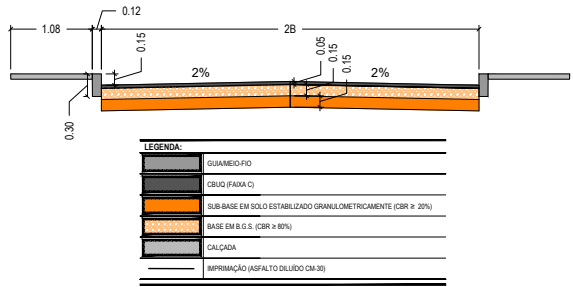 0.12
1.08
2B
0.15
0.05
0.15
0.15
2%
2%
0.30
LEGENDA:
GUIA/MEIO-FIO
CBUQ (FAIXA C)
SUB-BASE EM SOLO ESTABILIZADO GRANULOMETRICAMENTE (CBR ≥ 20%)
BASE EM B.G.S. (CBR ≥ 80%)
CALÇADA
IMPRIMAÇÃO (ASFALTO DILUÍDO CM-30)